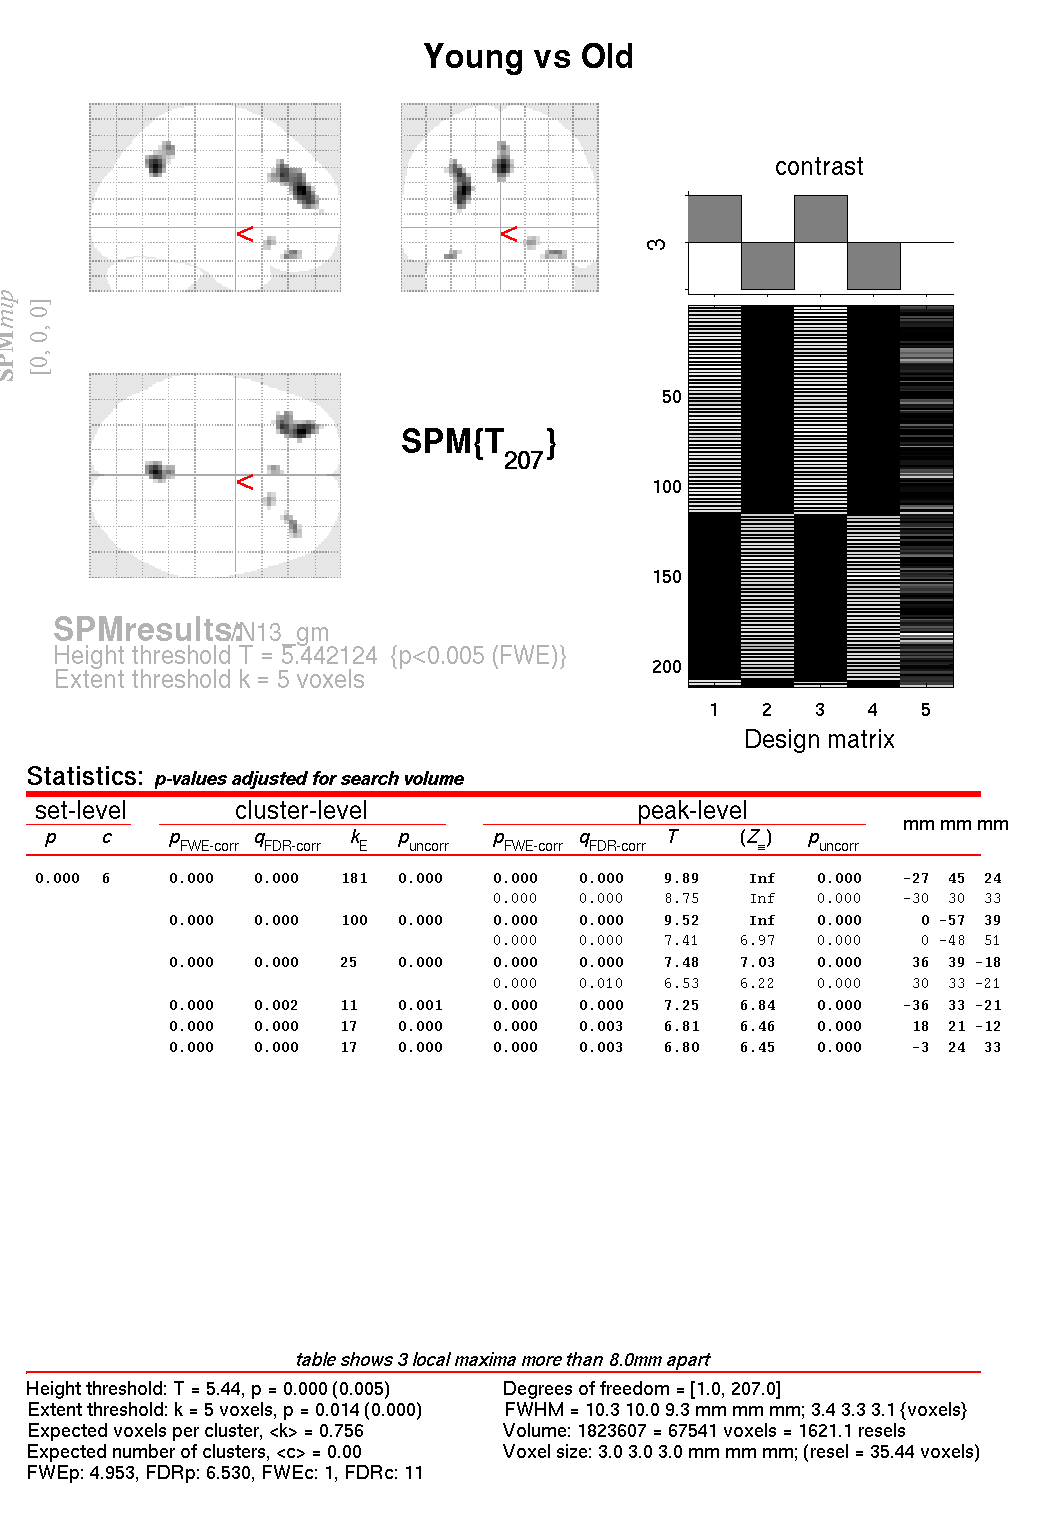 Young vs Old
contrast
3
<
<
<
SPMmip
[0, 0, 0]
SPM{T207}
50
100
150
200
1 2 3 4 5
Design matrix
SPMresults: /N13_gm
Height threshold T = 5.442124 {p<0.005 (FWE)}
Extent threshold k = 5 voxels
Statistics: p-values adjusted for search volume
set-level cluster-level peak-level
mm mm mm
p c pFWE-corr qFDR-corr kE puncorr pFWE-corr qFDR-corr T (Z≡) puncorr
0.000 6 0.000 0.000 181 0.000 0.000 0.000 9.89 Inf 0.000 -27 45 24
0.000 0.000 8.75 Inf 0.000 -30 30 33
0.000 0.000 100 0.000 0.000 0.000 9.52 Inf 0.000 0 -57 39
0.000 0.000 7.41 6.97 0.000 0 -48 51
0.000 0.000 25 0.000 0.000 0.000 7.48 7.03 0.000 36 39 -18
0.000 0.010 6.53 6.22 0.000 30 33 -21
0.000 0.002 11 0.001 0.000 0.000 7.25 6.84 0.000 -36 33 -21
0.000 0.000 17 0.000 0.000 0.003 6.81 6.46 0.000 18 21 -12
0.000 0.000 17 0.000 0.000 0.003 6.80 6.45 0.000 -3 24 33
table shows 3 local maxima more than 8.0mm apart
Height threshold: T = 5.44, p = 0.000 (0.005)
Extent threshold: k = 5 voxels, p = 0.014 (0.000)
Expected voxels per cluster, <k> = 0.756
Expected number of clusters, <c> = 0.00
FWEp: 4.953, FDRp: 6.530, FWEc: 1, FDRc: 11
Degrees of freedom = [1.0, 207.0]
FWHM = 10.3 10.0 9.3 mm mm mm; 3.4 3.3 3.1 {voxels}
Volume: 1823607 = 67541 voxels = 1621.1 resels
Voxel size: 3.0 3.0 3.0 mm mm mm; (resel = 35.44 voxels)